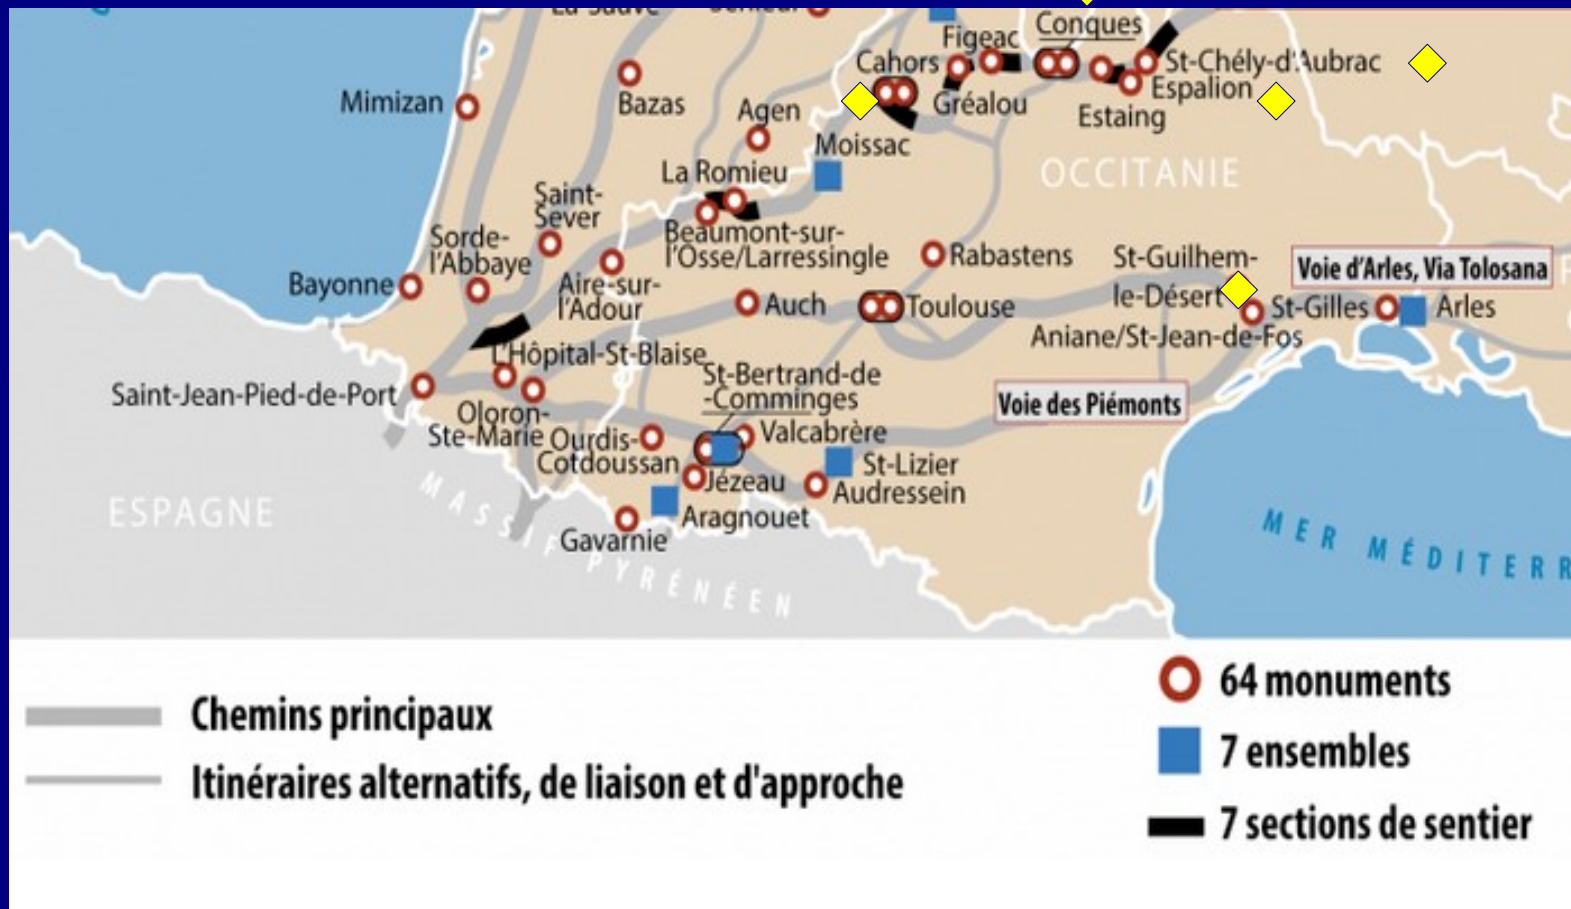 Conques
Figeac
Cahors
St-Chély-d'Aubrac
Espalion
Gréalou
Estaing
Mimizan
Bazas
Agen
Moissac
OCCITANIE
La Romieu
Saint-
Sever
Sorde-
l'Abbaye
Beaumont-sur-
l'Osse/Larressingle
Rabastens
St-Guilhem-
le-Désert
Voie d'Arles, Via Tolosana
Bayonne
Aire-sur-
l'Adour
Auch
Toulouse
St-Gilles
Arles
Aniane/St-Jean-de-Fos
L'Hôpital-St-Blaise
Saint-Jean-Pied-de-Port
St-Bertrand-de
-Comminges
Voie des Piémonts
Oloron-
Ste-Marie
Ourdis-
Cotdoussan
Valcabrère
St-Lizier
Jézeau
Audressein
Aragnouet
Gavarnie
ESPAGNE
MASSIF PYRÉNÉEN
MER MÉDITERR
64 monuments
Chemins principaux
7 ensembles
Itinéraires alternatifs, de liaison et d'approche
7 sections de sentier